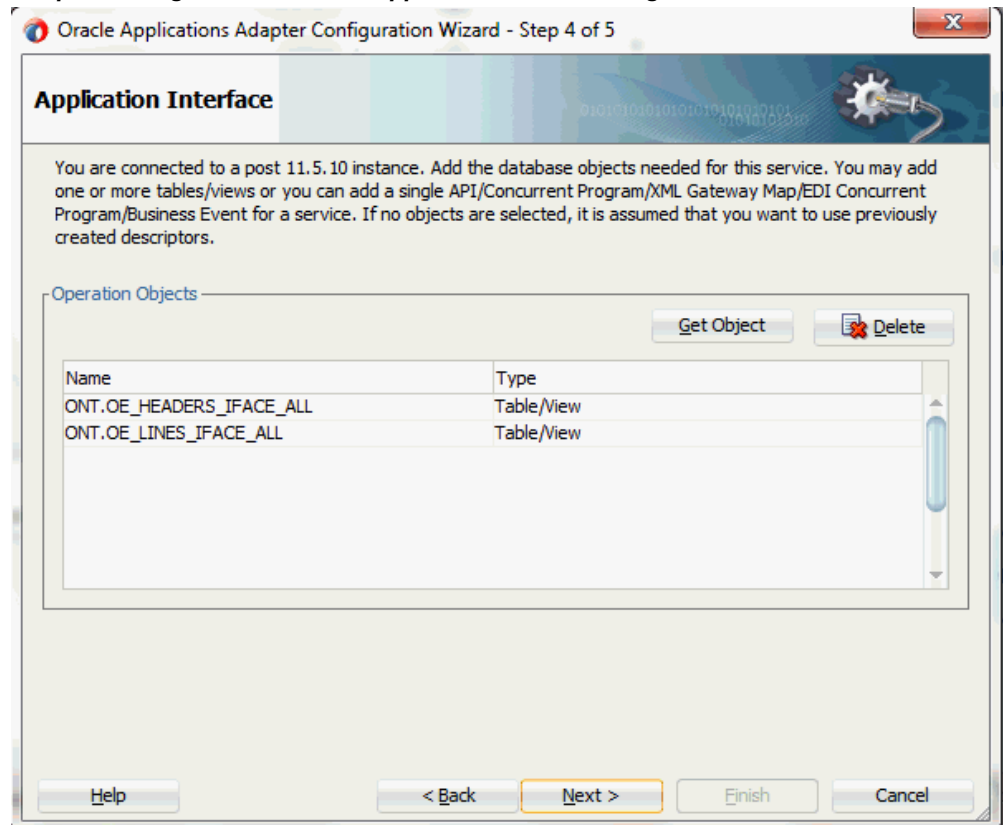 Oracle Applications Adapter Configuration Wizard - Step 4 of 5
Application Interface
You are connected to a post 11.5.10 instance. Add the database objects needed for this service. You may add
one or more tables/views or you can add a single API/Concurrent Program/XML Gateway Map/EDI Concurrent
Program/Business Event for a service. If no objects are selected, it is assumed that you want to use previously
created descriptors.
Operation Objects
Get Object Delete
Name Type
ONT.OE_HEADERS_IFACE_ALL Table/View
ONT.OE_LINES_IFACE_ALL Table/View
Help < Back Next > Finish Cancel